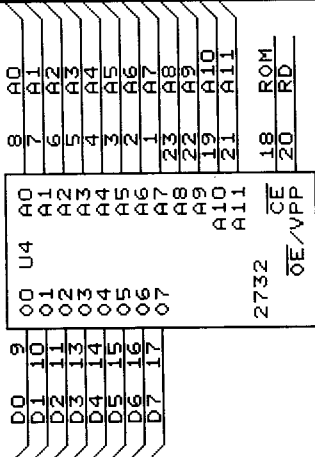 D0 9 O0 U4 A0 8 A0
D1 10 O1 A1 7 A1
D2 11 O2 A2 6 A2
D3 13 O3 A3 5 A3
D4 14 O4 A4 4 A4
D5 15 O5 A5 3 A5
D6 16 O6 A6 2 A6
D7 17 O7 A7 1 A7
A8 23 A8
A9 22 A9
A10 19 A10
A11 21 A11
2732 C̅E̅ 18 ROM
O̅E̅/VPP 20 RD